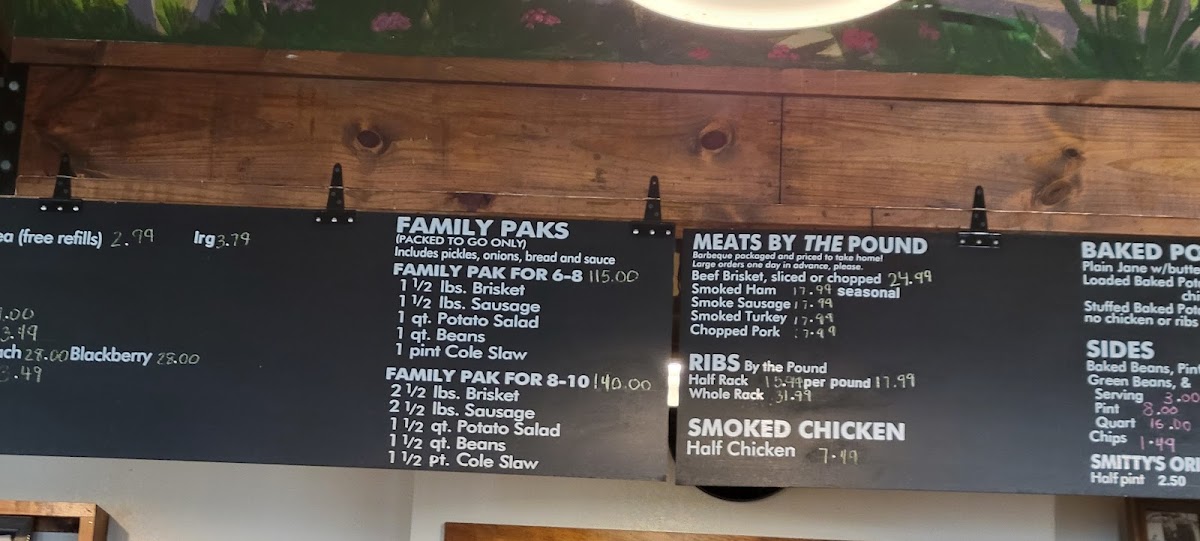 ea (free refills) 2.99 lrg 3.79
1.00
3.49
ach 28.00 Blackberry 28.00
3.49
FAMILY PAKS
(PACKED TO GO ONLY)
Includes pickles, onions, bread and sauce
FAMILY PAK FOR 6-8 115.00
1 1/2 lbs. Brisket
1 1/2 lbs. Sausage
1 qt. Potato Salad
1 qt. Beans
1 pint Cole Slaw
FAMILY PAK FOR 8-10 140.00
2 1/2 lbs. Brisket
2 1/2 lbs. Sausage
1 1/2 qt. Potato Salad
1 1/2 qt. Beans
1 1/2 Pt. Cole Slaw
MEATS BY THE POUND
Barbeque packaged and priced to take home!
Large orders one day in advance, please.
Beef Brisket, sliced or chopped 24.99
Smoked Ham 17.99 seasonal
Smoke Sausage 17.99
Smoked Turkey 17.99
Chopped Pork 17.99
RIBS By the Pound
Half Rack 15.99 per pound 17.99
Whole Rack 31.99
SMOKED CHICKEN
Half Chicken 7.49
BAKED PO
Plain Jane w/butt
Loaded Baked Pot
ch
Stuffed Baked Pot
no chicken or ribs
SIDES
Baked Beans, Pint
Green Beans, &
Serving 3.00
Pint 8.00
Quart 16.00
Chips 1.49
SMITTY'S ORI
Half pint 2.50